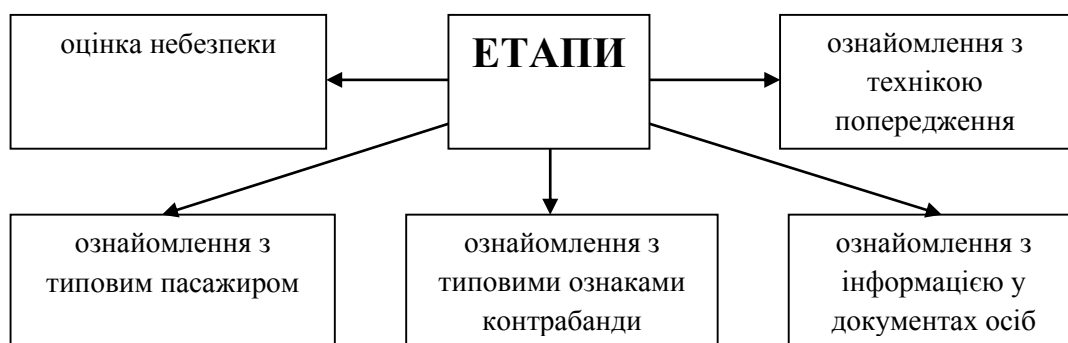 оцінка небезпеки
ЕТАПИ
ознайомлення з
технікою
попередження
ознайомлення з
типовим пасажиром
ознайомлення з
типовими ознаками
контрабанди
ознайомлення з
інформацією у
документах осіб